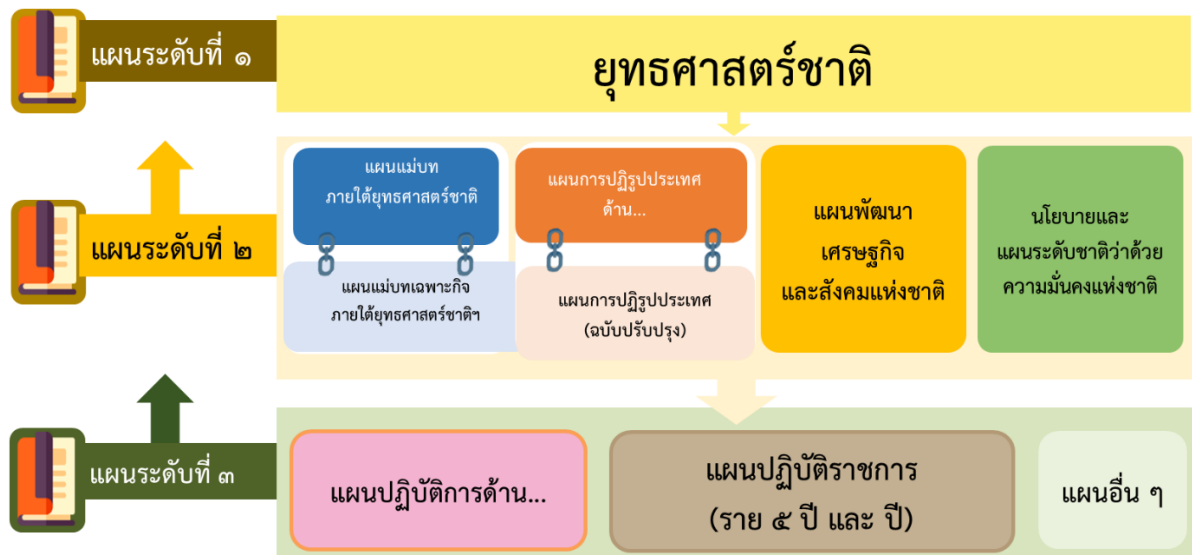 แผนระดับที่ ๑
ยุทธศาสตร์ชาติ
แผนระดับที่ ๒
แผนแม่บท
ภายใต้ยุทธศาสตร์ชาติ
แผนแม่บทเฉพาะกิจ
ภายใต้ยุทธศาสตร์ชาติฯ
แผนการปฏิรูปประเทศ
ด้าน...
แผนการปฏิรูปประเทศ
(ฉบับปรับปรุง)
แผนพัฒนา
เศรษฐกิจ
และสังคมแห่งชาติ
นโยบายและ
แผนระดับชาติว่าด้วย
ความมั่นคงแห่งชาติ
แผนระดับที่ ๓
แผนปฏิบัติการด้าน...
แผนปฏิบัติราชการ
(ราย ๕ ปี และ ปี)
แผนอื่น ๆ